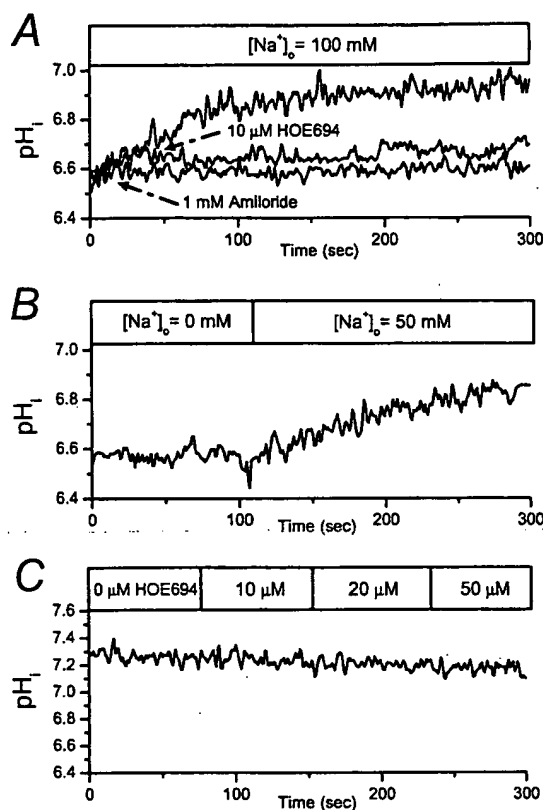 A
[Na⁺]ₒ = 100 mM
7.0
10 μM HOE694
6.8
pHᵢ
6.6
1 mM Amiloride
6.4
0 100 200 300
Time (sec)
B
[Na⁺]ₒ = 0 mM [Na⁺]ₒ = 50 mM
7.0
6.8
pHᵢ
6.6
6.4
0 100 200 300
Time (sec)
C
0 μM HOE694 10 μM 20 μM 50 μM
7.6
7.4
7.2
pHᵢ
7.0
6.8
6.6
6.4
0 100 200 300
Time (sec)